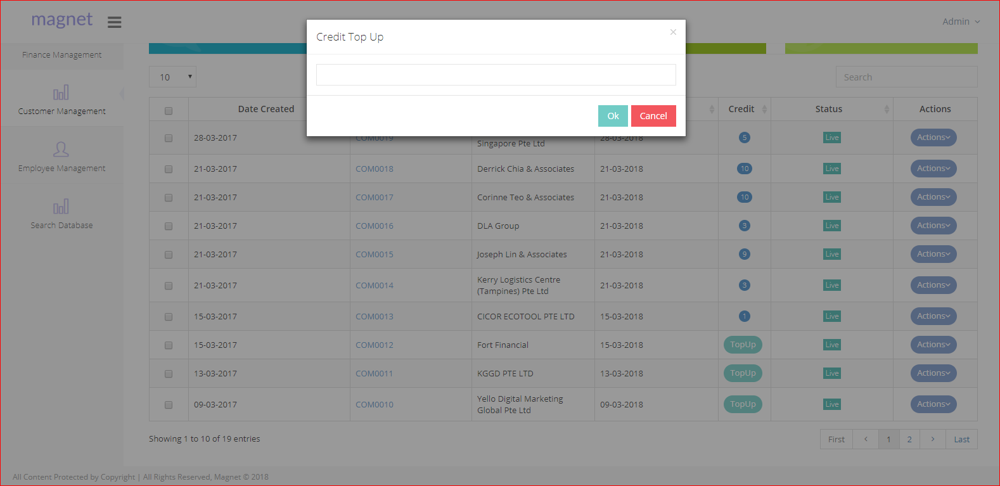 magnet
Admin
Credit Top Up
×
Finance Management
Customer Management
Employee Management
Search Database
10
Search
Ok Cancel
Date Created Credit Status Actions
28-03-2017 COM0019 Singapore Pte Ltd 28-03-2018 5 Live Actions
21-03-2017 COM0018 Derrick Chia & Associates 21-03-2018 10 Live Actions
21-03-2017 COM0017 Corinne Teo & Associates 21-03-2018 10 Live Actions
21-03-2017 COM0016 DLA Group 21-03-2018 3 Live Actions
21-03-2017 COM0015 Joseph Lin & Associates 21-03-2018 9 Live Actions
21-03-2017 COM0014 Kerry Logistics Centre
(Tampines) Pte Ltd 21-03-2018 3 Live Actions
15-03-2017 COM0013 CICOR ECOTOOL PTE LTD 15-03-2018 1 Live Actions
15-03-2017 COM0012 Fort Financial 15-03-2018 TopUp Live Actions
13-03-2017 COM0011 KGGD PTE LTD 13-03-2018 TopUp Live Actions
09-03-2017 COM0010 Yello Digital Marketing
Global Pte Ltd 09-03-2018 TopUp Live Actions
Showing 1 to 10 of 19 entries
First ‹ 1 2 › Last
All Content Protected by Copyright | All Rights Reserved, Magnet © 2018